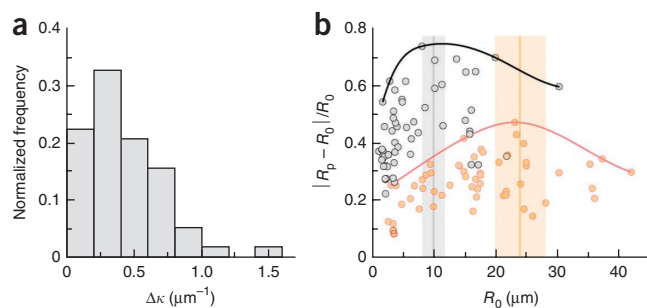 a
Normalized frequency
0.4
0.3
0.2
0.1
0
0 0.5 1.0 1.5
Δκ (μm⁻¹)
b
|Rp − R0|/R0
0.8
0.6
0.4
0.2
0
0 10 20 30 40
R0 (μm)